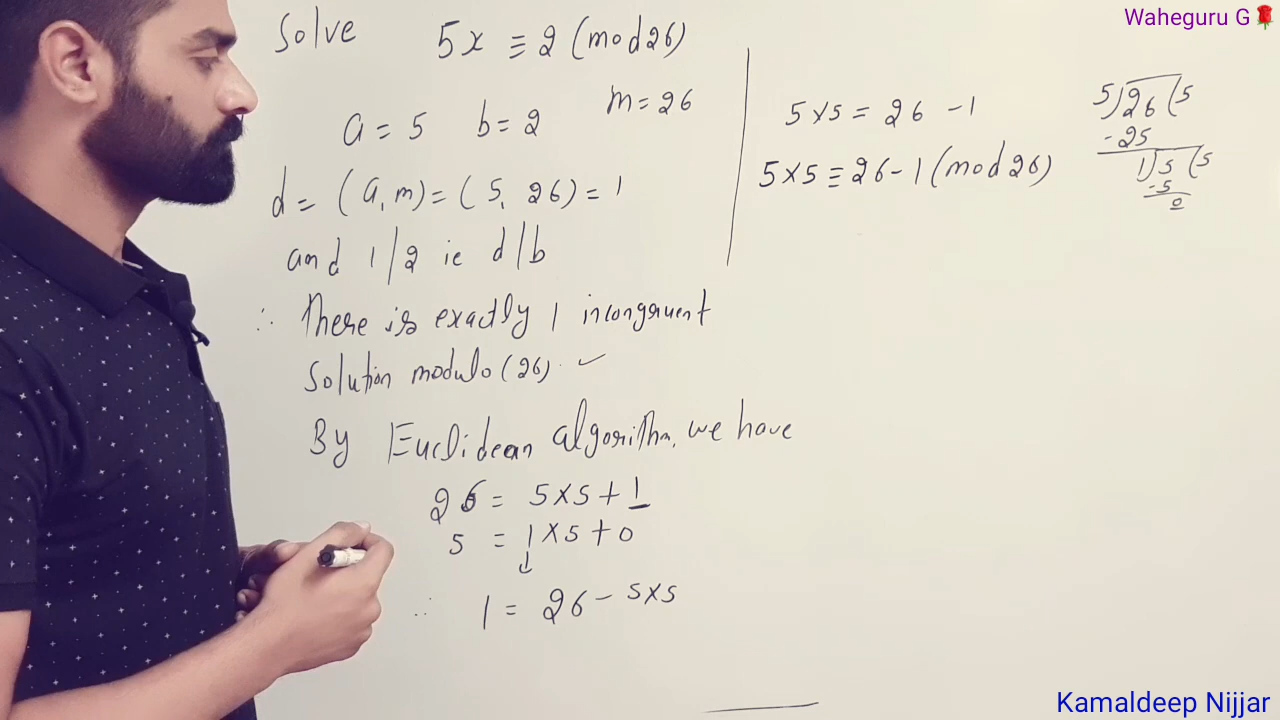 Waheguru G🌹
Solve 5x ≡ 2 (mod 26)
a = 5 b = 2 m = 26
d = (a, m) = (5, 26) = 1
and 1/2 ie d/b
∴ There is exactly 1 incongruent
Solution modulo (26). ✓
By Euclidean algorithm, we have
26 = 5×5 + 1
5 = 1×5 + 0
↓
∴ 1 = 26 - 5×5
5×5 = 26 - 1
5×5 ≡ 26 - 1 (mod 26)
5)26(5
-25
1)5(5
-5
0
Kamaldeep Nijjar